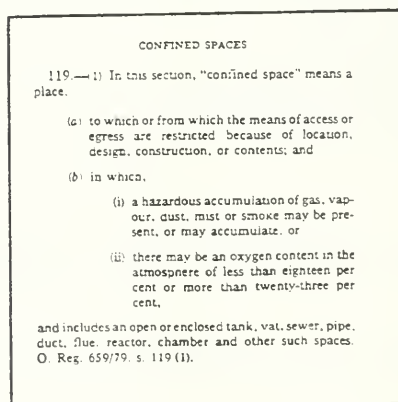 CONFINED SPACES
119.—(1) In this section, "confined space" means a
place,
(a) to which or from which the means of access or
egress are restricted because of location,
design, construction, or contents; and
(b) in which,
(i) a hazardous accumulation of gas, vap-
our, dust, mist or smoke may be pre-
sent, or may accumulate, or
(ii) there may be an oxygen content in the
atmosphere of less than eighteen per
cent or more than twenty-three per
cent,
and includes an open or enclosed tank, vat, sewer, pipe,
duct, flue, reactor, chamber and other such spaces.
O. Reg. 659/79, s. 119 (1).